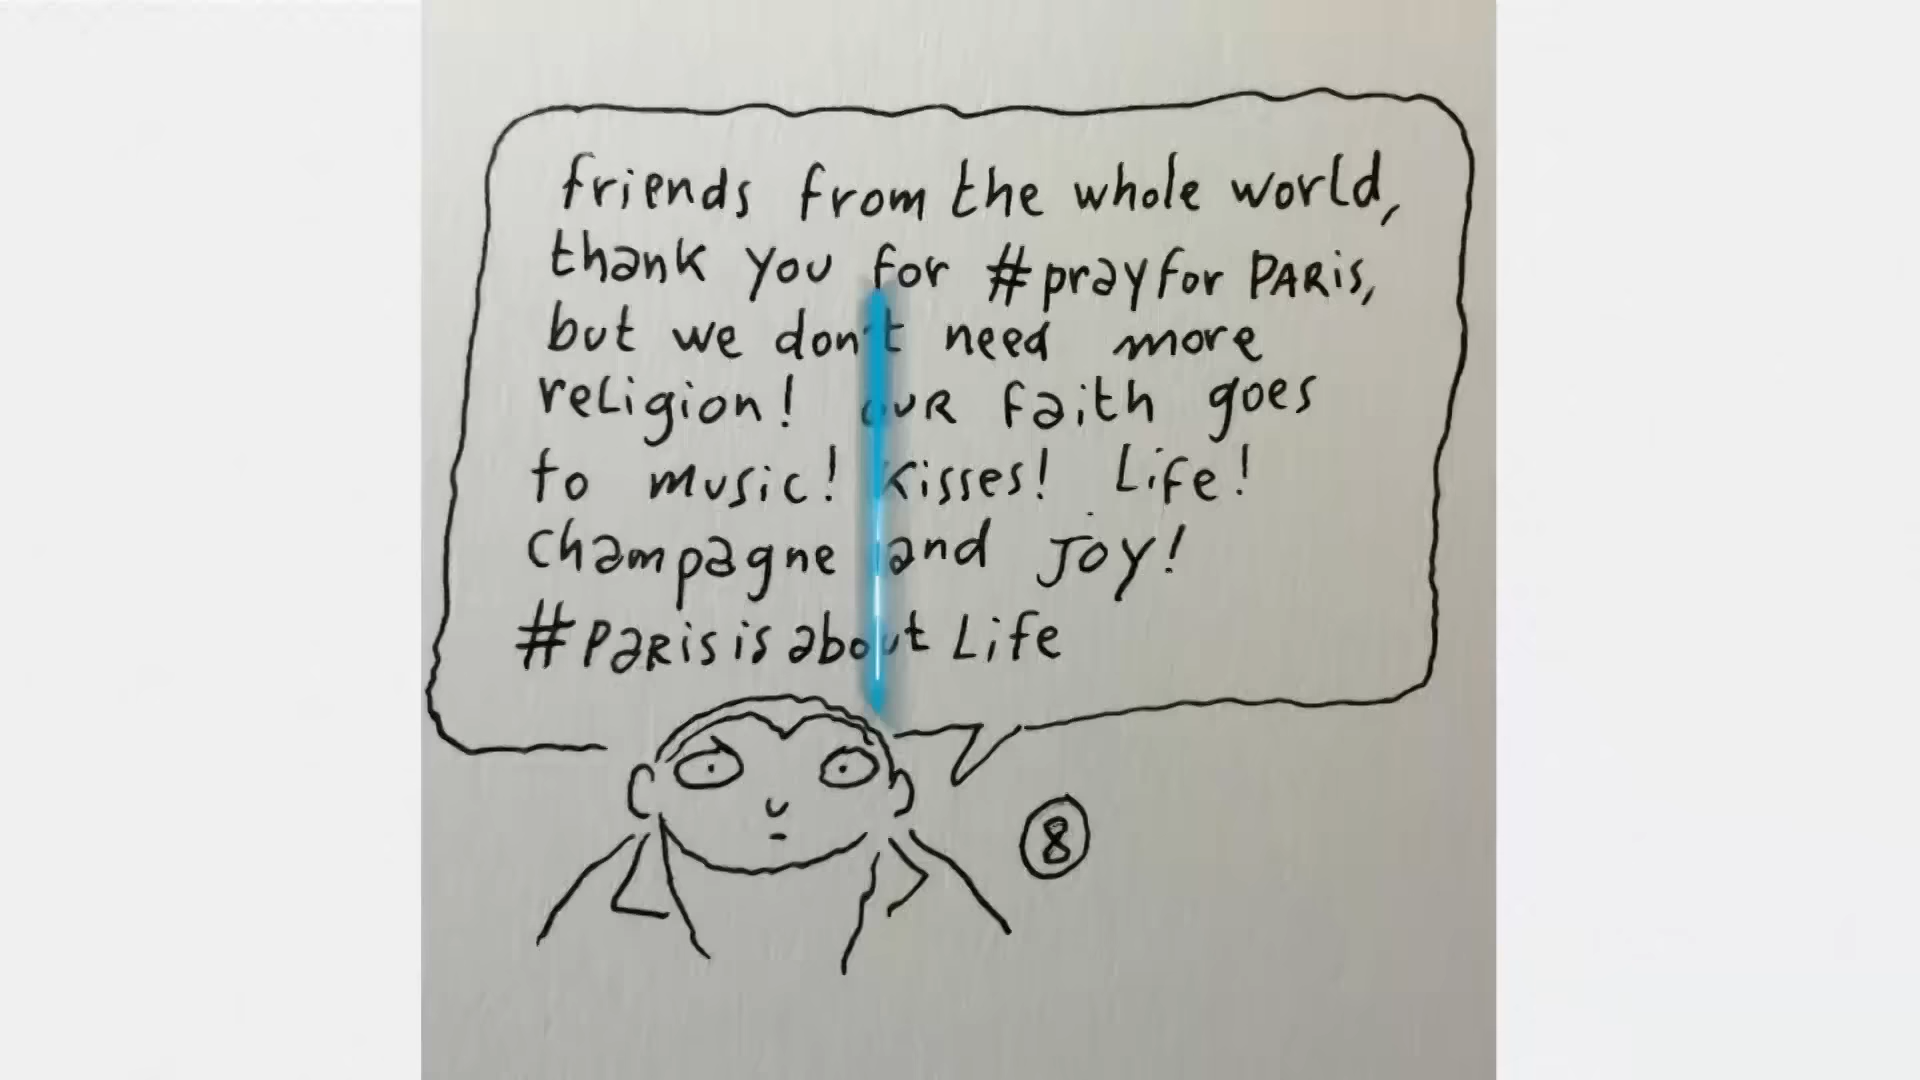 friends from the whole world,
thank you for #prayfor PARiS,
but we don't need more
religion! OUR faith goes
to music! Kisses! Life!
Champagne and JOY!
#PARisisaboutLife
8